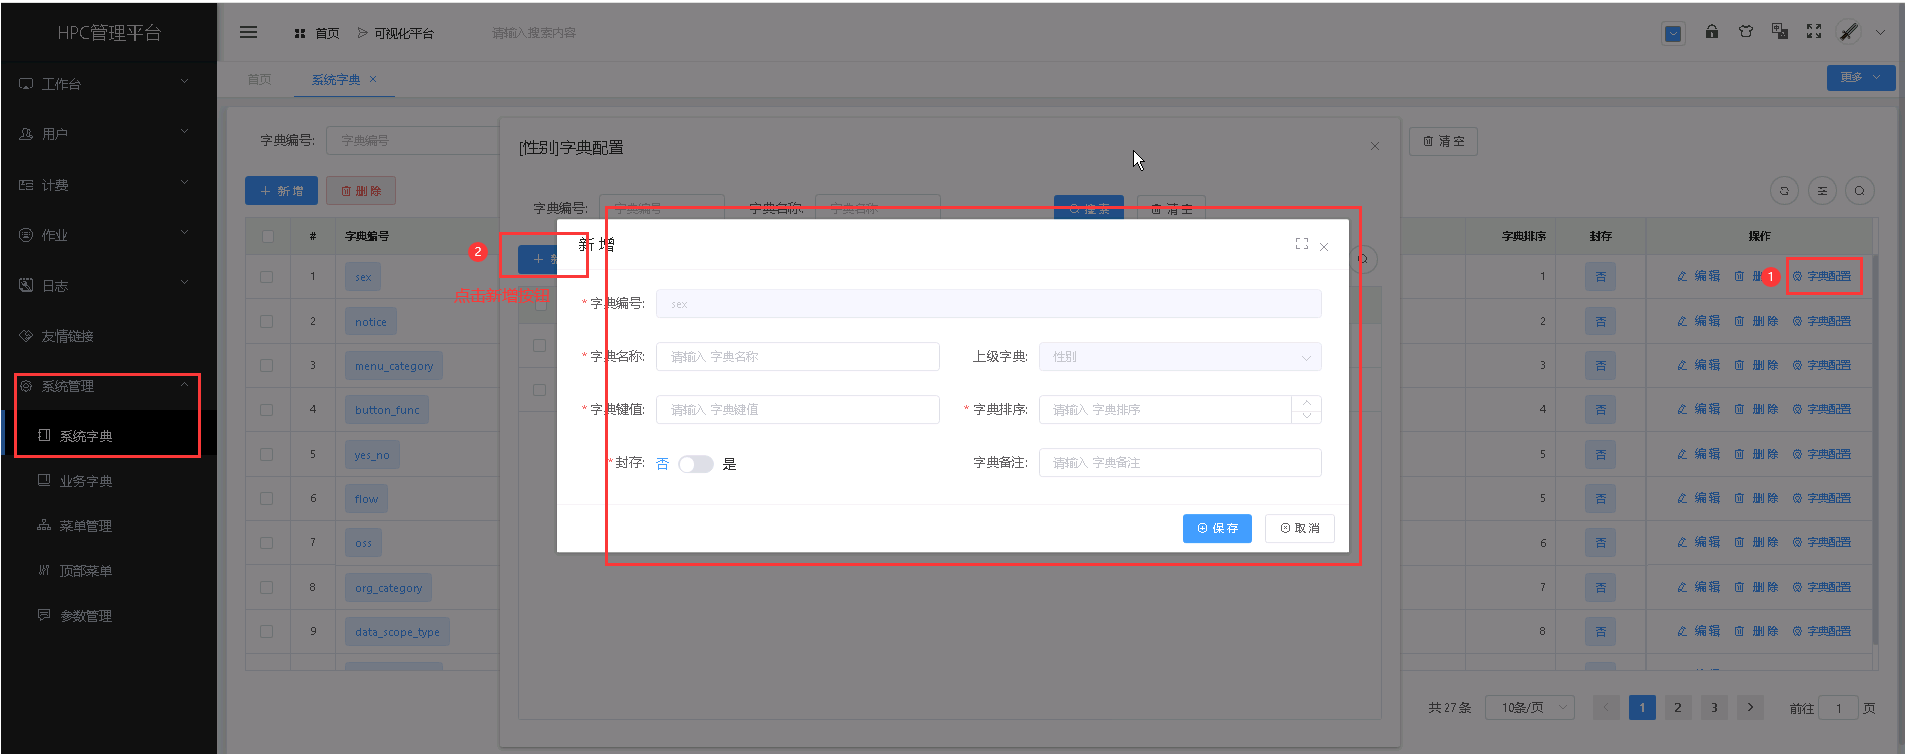 HPC管理平台
首页 可视化平台 请输入搜索内容
工作台
用户
计费
作业
日志
友情链接
系统管理
系统字典
业务字典
菜单管理
顶部菜单
参数管理
首页 系统字典 × 更多
字典编号: 字典编号 清空
新增 删除
# 字典编号 字典排序 封存 操作
1 sex 1 否 编辑 删 1 字典配置
2 notice 2 否 编辑 删除 字典配置
3 menu_category 3 否 编辑 删除 字典配置
4 button_func 4 否 编辑 删除 字典配置
5 yes_no 5 否 编辑 删除 字典配置
6 flow 5 否 编辑 删除 字典配置
7 oss 6 否 编辑 删除 字典配置
8 org_category 7 否 编辑 删除 字典配置
9 data_scope_type 8 否 编辑 删除 字典配置
共 27 条 10条/页 1 2 3 前往 1 页
[性别]字典配置
字典编号: 字典编号 字典名称: 字典名称 搜索 清空
2
点击新增按钮
新增
* 字典编号: sex
* 字典名称: 请输入 字典名称 上级字典: 性别
* 字典键值: 请输入 字典键值 * 字典排序: 请输入 字典排序
* 封存: 否 是 字典备注: 请输入 字典备注
保存 取消